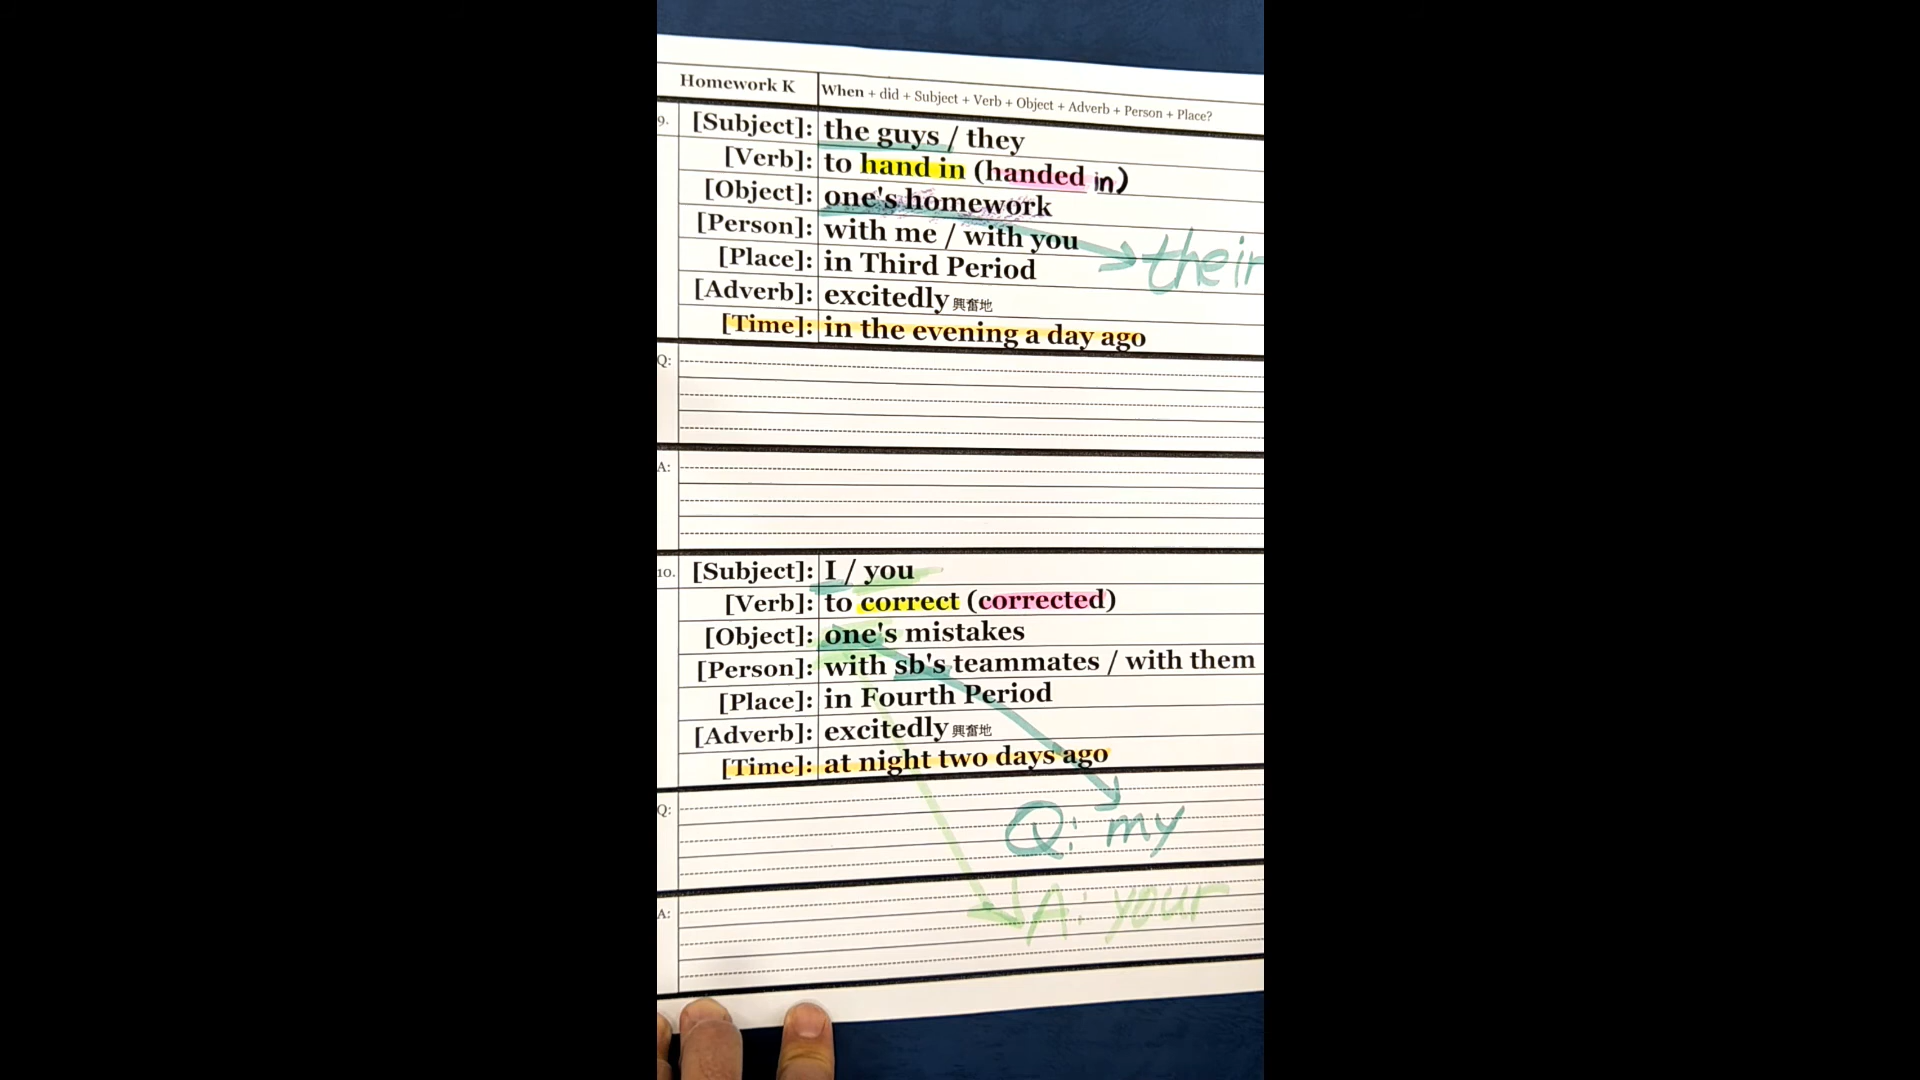 Homework K When + did + Subject + Verb + Object + Adverb + Person + Place?
9. [Subject]: the guys / they
[Verb]: to hand in (handed in)
[Object]: one's homework
[Person]: with me / with you
their
[Place]: in Third Period
[Adverb]: excitedly 興奮地
[Time]: in the evening a day ago
Q:
A:
10. [Subject]: I / you
[Verb]: to correct (corrected)
[Object]: one's mistakes
[Person]: with sb's teammates / with them
[Place]: in Fourth Period
[Adverb]: excitedly 興奮地
[Time]: at night two days ago
Q:
Q: my
A:
A: your